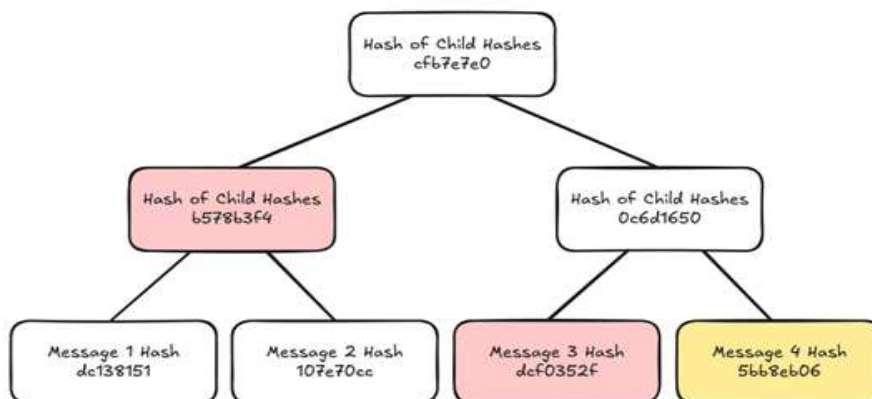 Hash of Child Hashes
cfb7e7e0
Hash of Child Hashes
b578b3f4
Hash of Child Hashes
0c6d1650
Message 1 Hash
dc138151
Message 2 Hash
107e70cc
Message 3 Hash
dcf0352f
Message 4 Hash
5bb8eb06